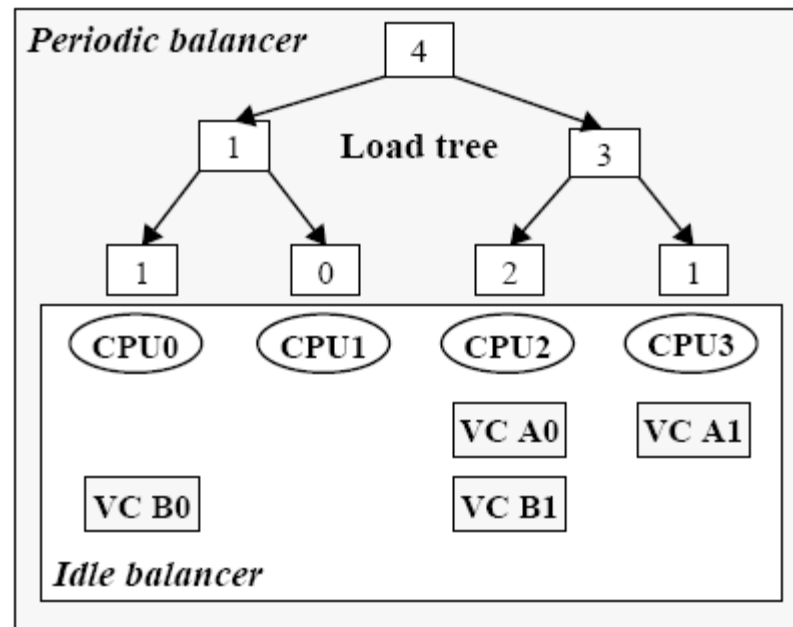 Periodic balancer
4
1
Load tree
3
1 0 2 1
CPU0 CPU1 CPU2 CPU3
VC A0 VC A1
VC B0 VC B1
Idle balancer